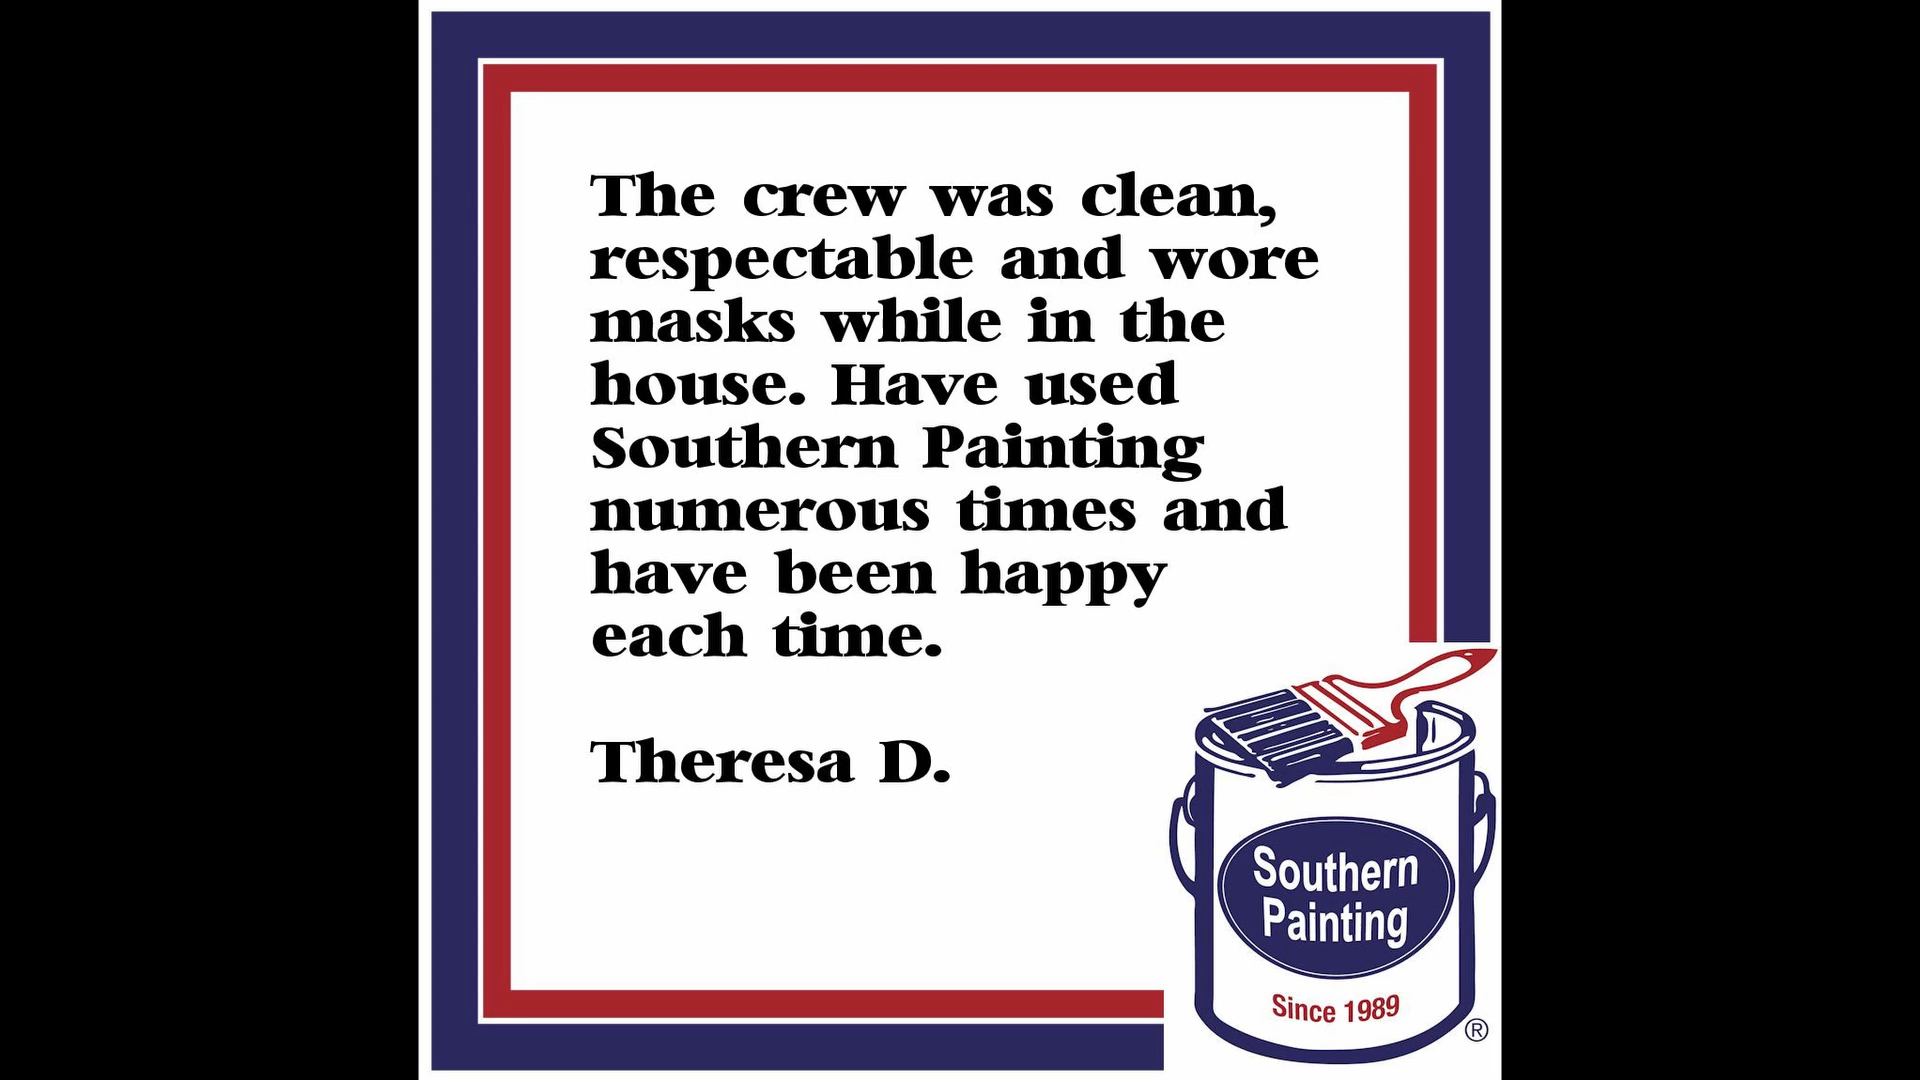 The crew was clean,
respectable and wore
masks while in the
house. Have used
Southern Painting
numerous times and
have been happy
each time.
Theresa D.
Southern
Painting
Since 1989
®